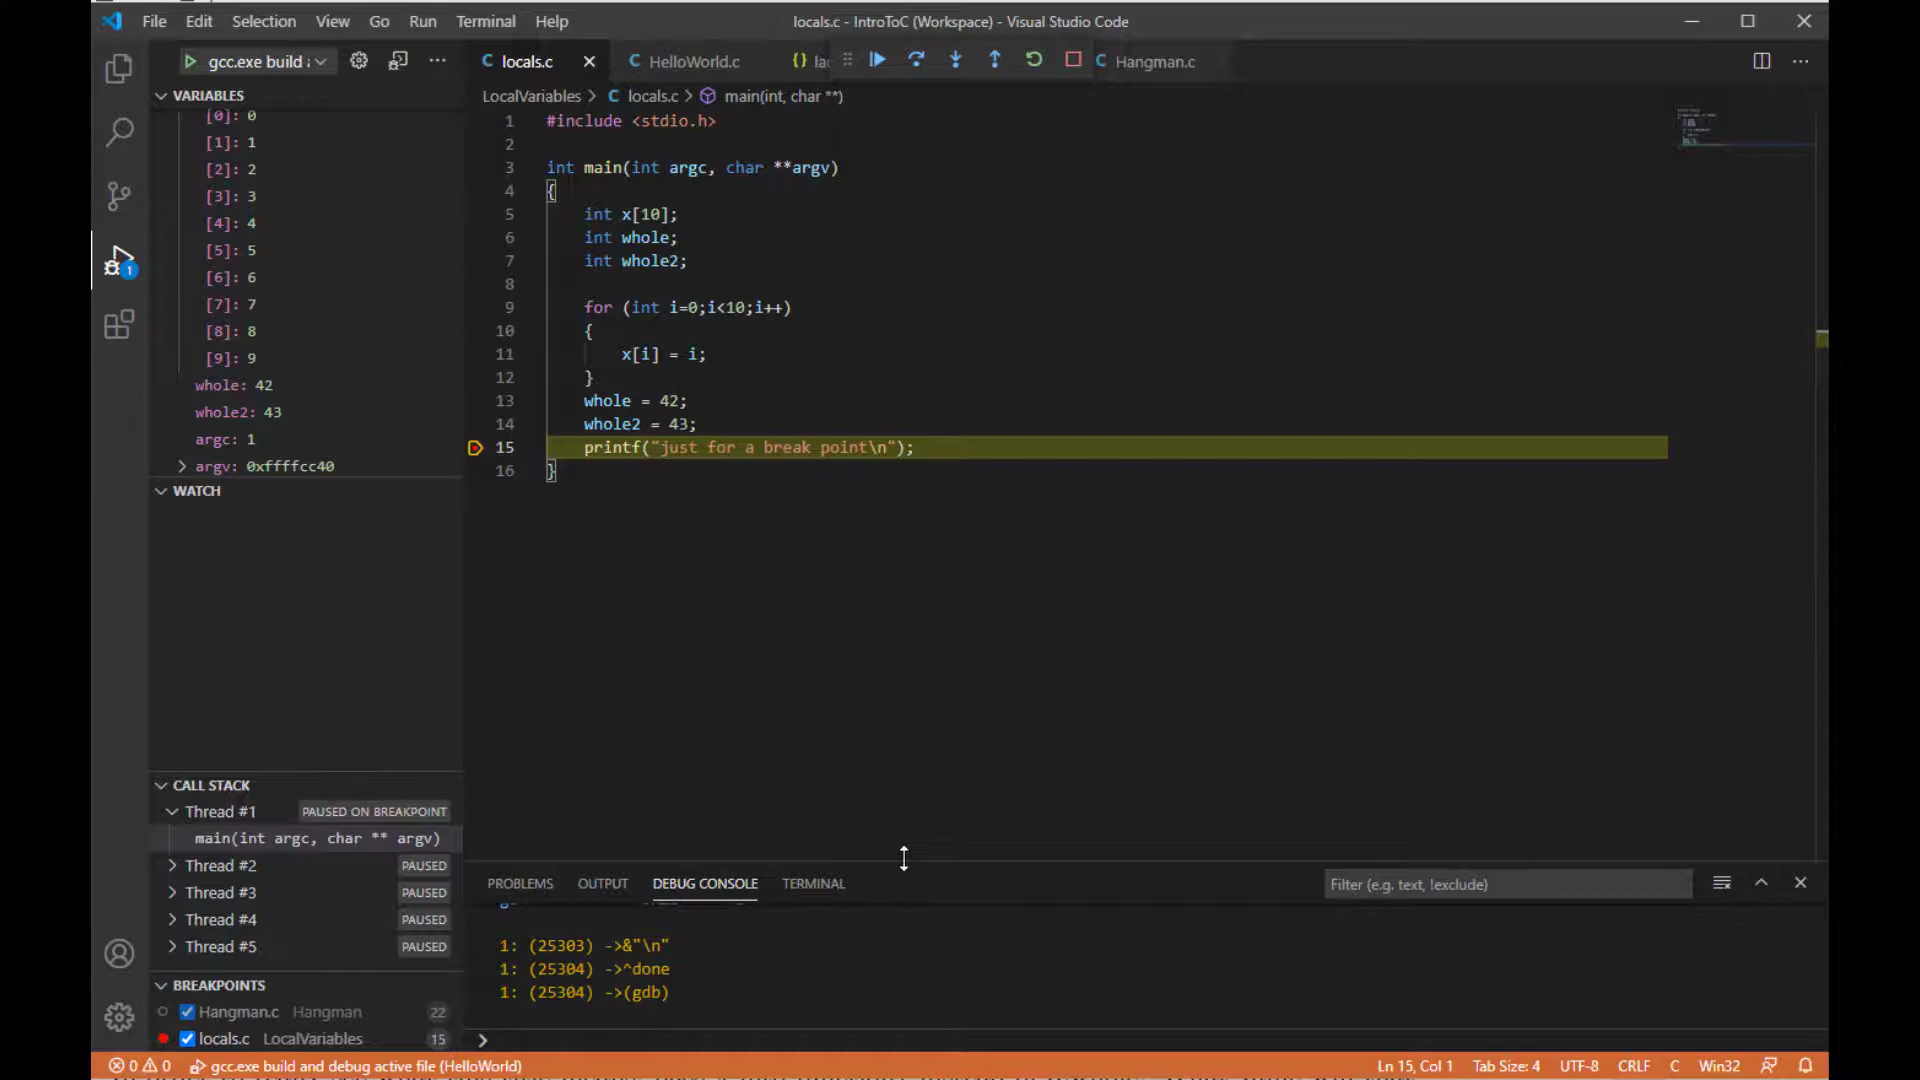 File Edit Selection View Go Run Terminal Help
locals.c - IntroToC (Workspace) - Visual Studio Code
gcc.exe build
locals.c HelloWorld.c {} Hangman.c
VARIABLES
[0]: 0
[1]: 1
[2]: 2
[3]: 3
[4]: 4
[5]: 5
[6]: 6
[7]: 7
[8]: 8
[9]: 9
whole: 42
whole2: 43
argc: 1
argv: 0xffffcc40
WATCH
CALL STACK
Thread #1 PAUSED ON BREAKPOINT
main(int argc, char ** argv)
Thread #2 PAUSED
Thread #3 PAUSED
Thread #4 PAUSED
Thread #5 PAUSED
BREAKPOINTS
Hangman.c Hangman 22
locals.c LocalVariables 15
LocalVariables > C locals.c > main(int, char **)
1 #include <stdio.h>
2
3 int main(int argc, char **argv)
4 {
5 int x[10];
6 int whole;
7 int whole2;
8
9 for (int i=0;i<10;i++)
10 {
11 x[i] = i;
12 }
13 whole = 42;
14 whole2 = 43;
15 printf("just for a break point\n");
16 }
PROBLEMS OUTPUT DEBUG CONSOLE TERMINAL
Filter (e.g. text, !exclude)
1: (25303) ->&"\n"
1: (25304) ->^done
1: (25304) ->(gdb)
0 0 gcc.exe build and debug active file (HelloWorld)
Ln 15, Col 1 Tab Size: 4 UTF-8 CRLF C Win32